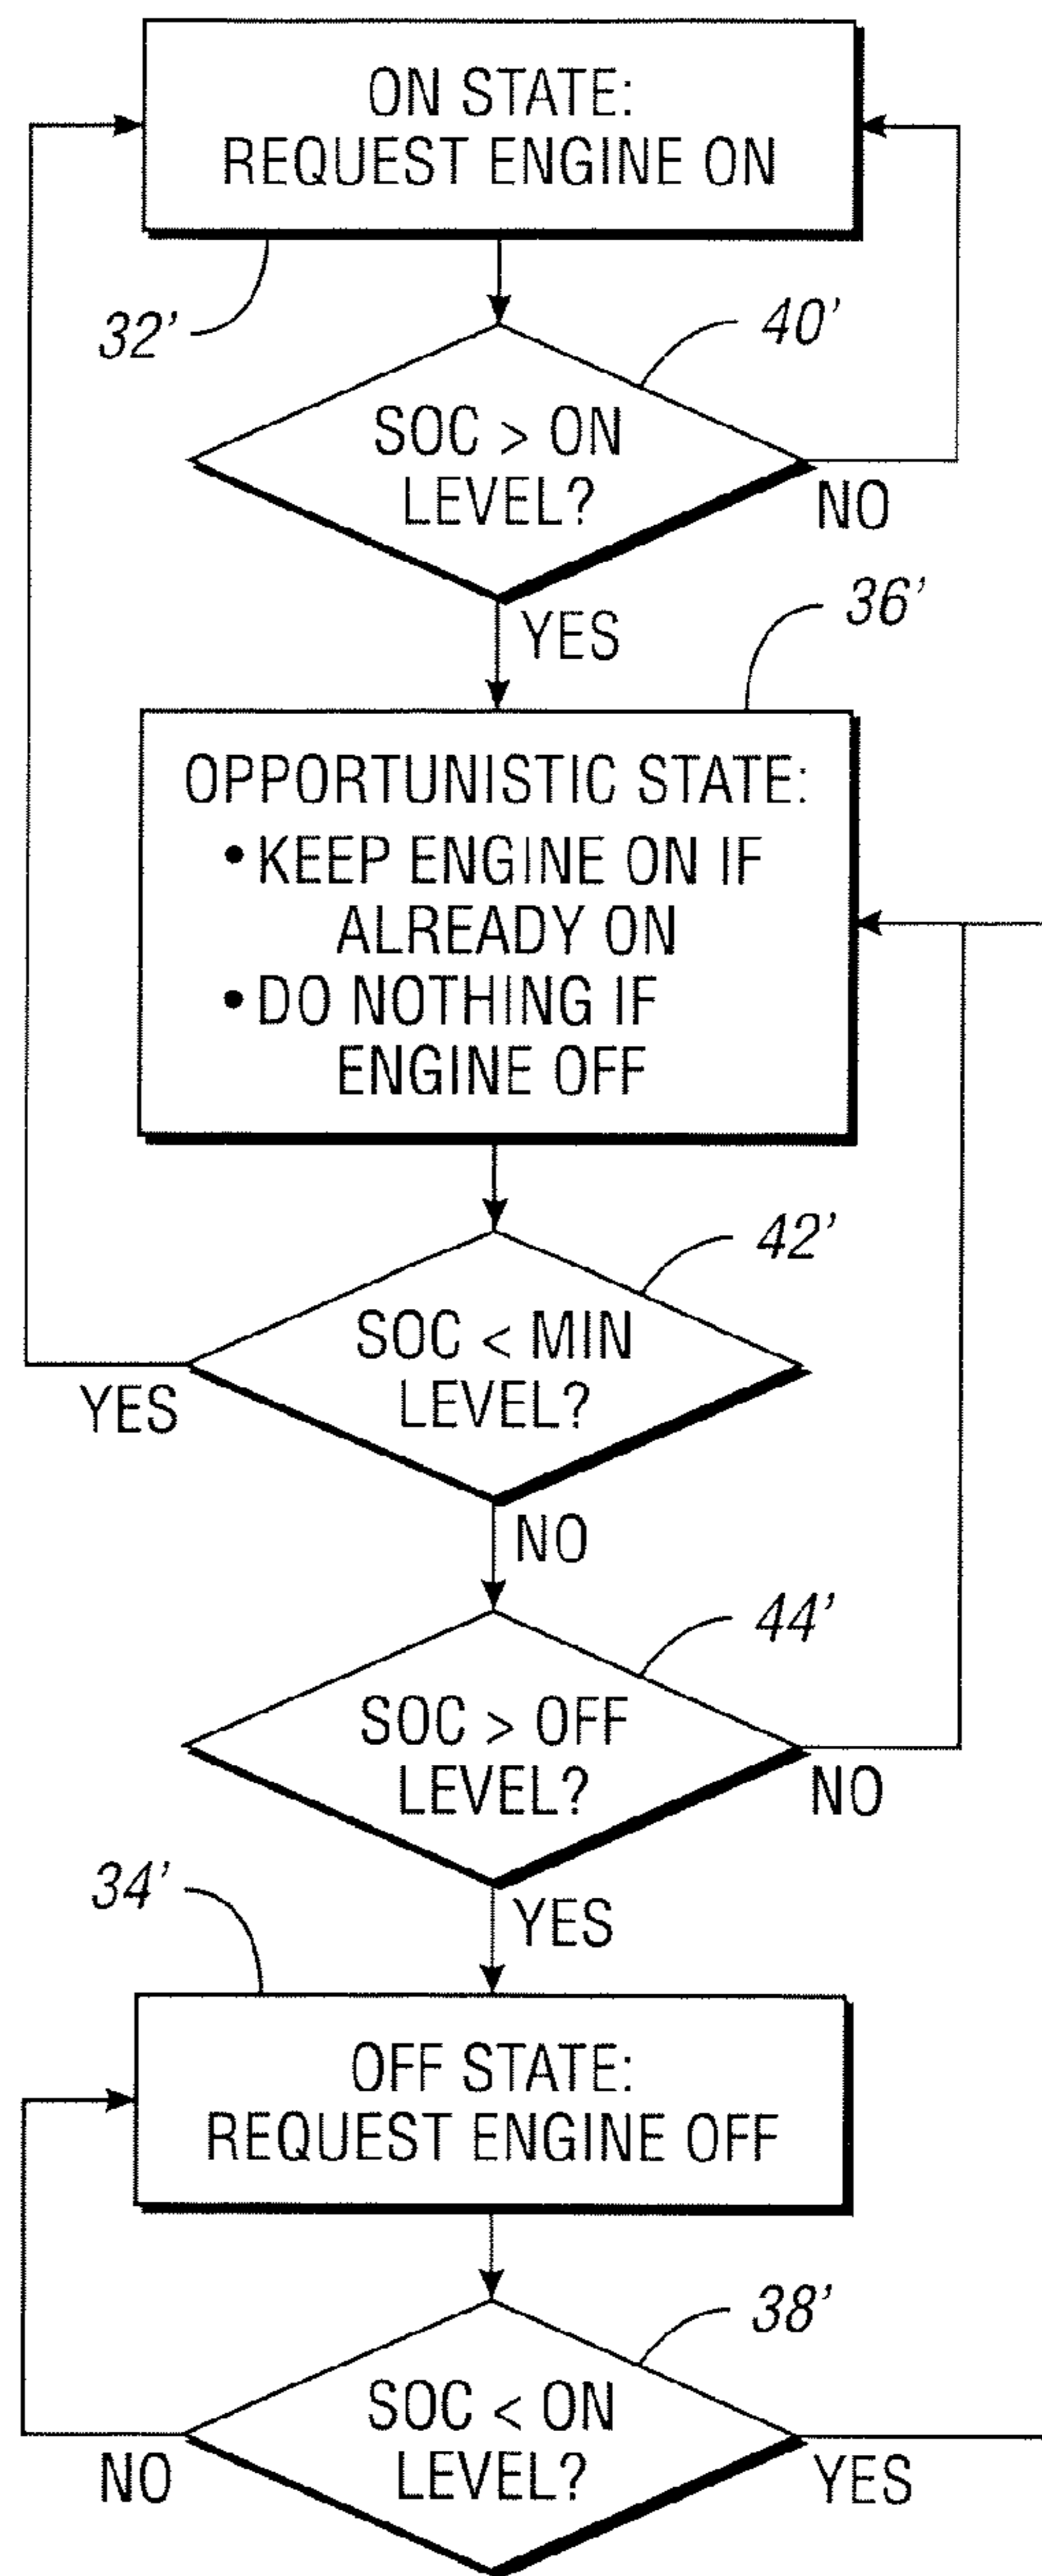 ON STATE:
REQUEST ENGINE ON
32'
40'
SOC > ON
LEVEL?
NO
YES
36'
OPPORTUNISTIC STATE:
• KEEP ENGINE ON IF
ALREADY ON
• DO NOTHING IF
ENGINE OFF
42'
SOC < MIN
LEVEL?
YES
NO
44'
SOC > OFF
LEVEL?
NO
34'
YES
OFF STATE:
REQUEST ENGINE OFF
38'
SOC < ON
LEVEL?
NO
YES